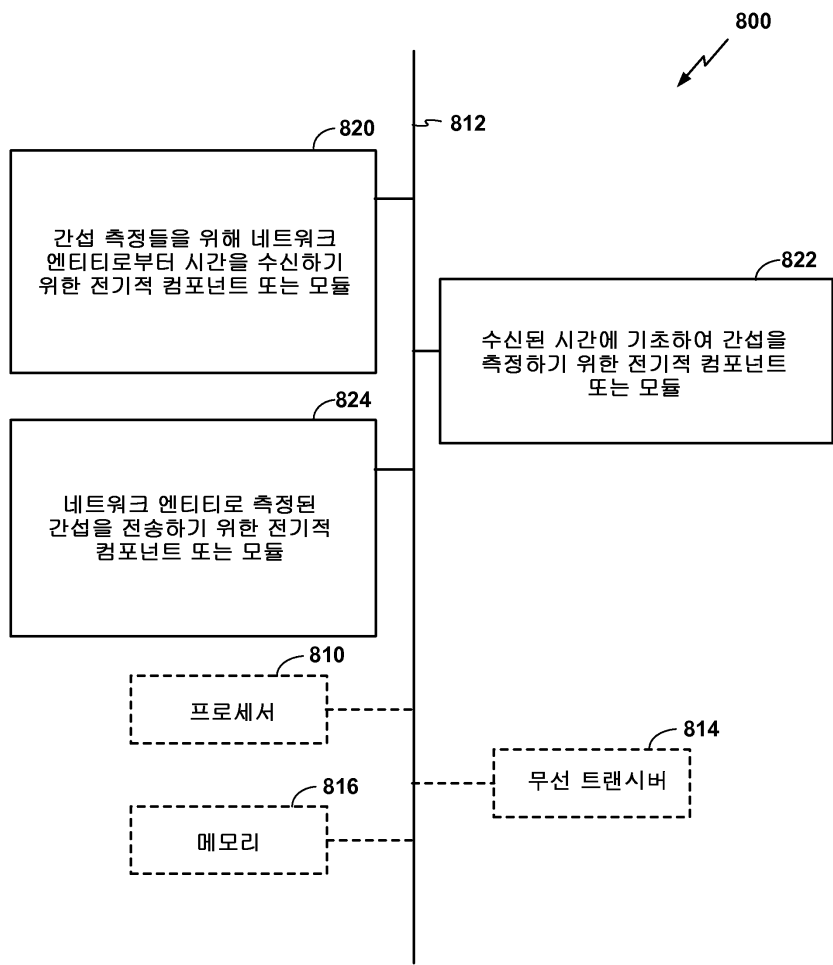 800
812
820
간섭 측정들을 위해 네트워크
엔티티로부터 시간을 수신하기
위한 전기적 컴포넌트 또는 모듈
822
수신된 시간에 기초하여 간섭을
측정하기 위한 전기적 컴포넌트
또는 모듈
824
네트워크 엔티티로 측정된
간섭을 전송하기 위한 전기적
컴포넌트 또는 모듈
810
프로세서
814
무선 트랜시버
816
메모리